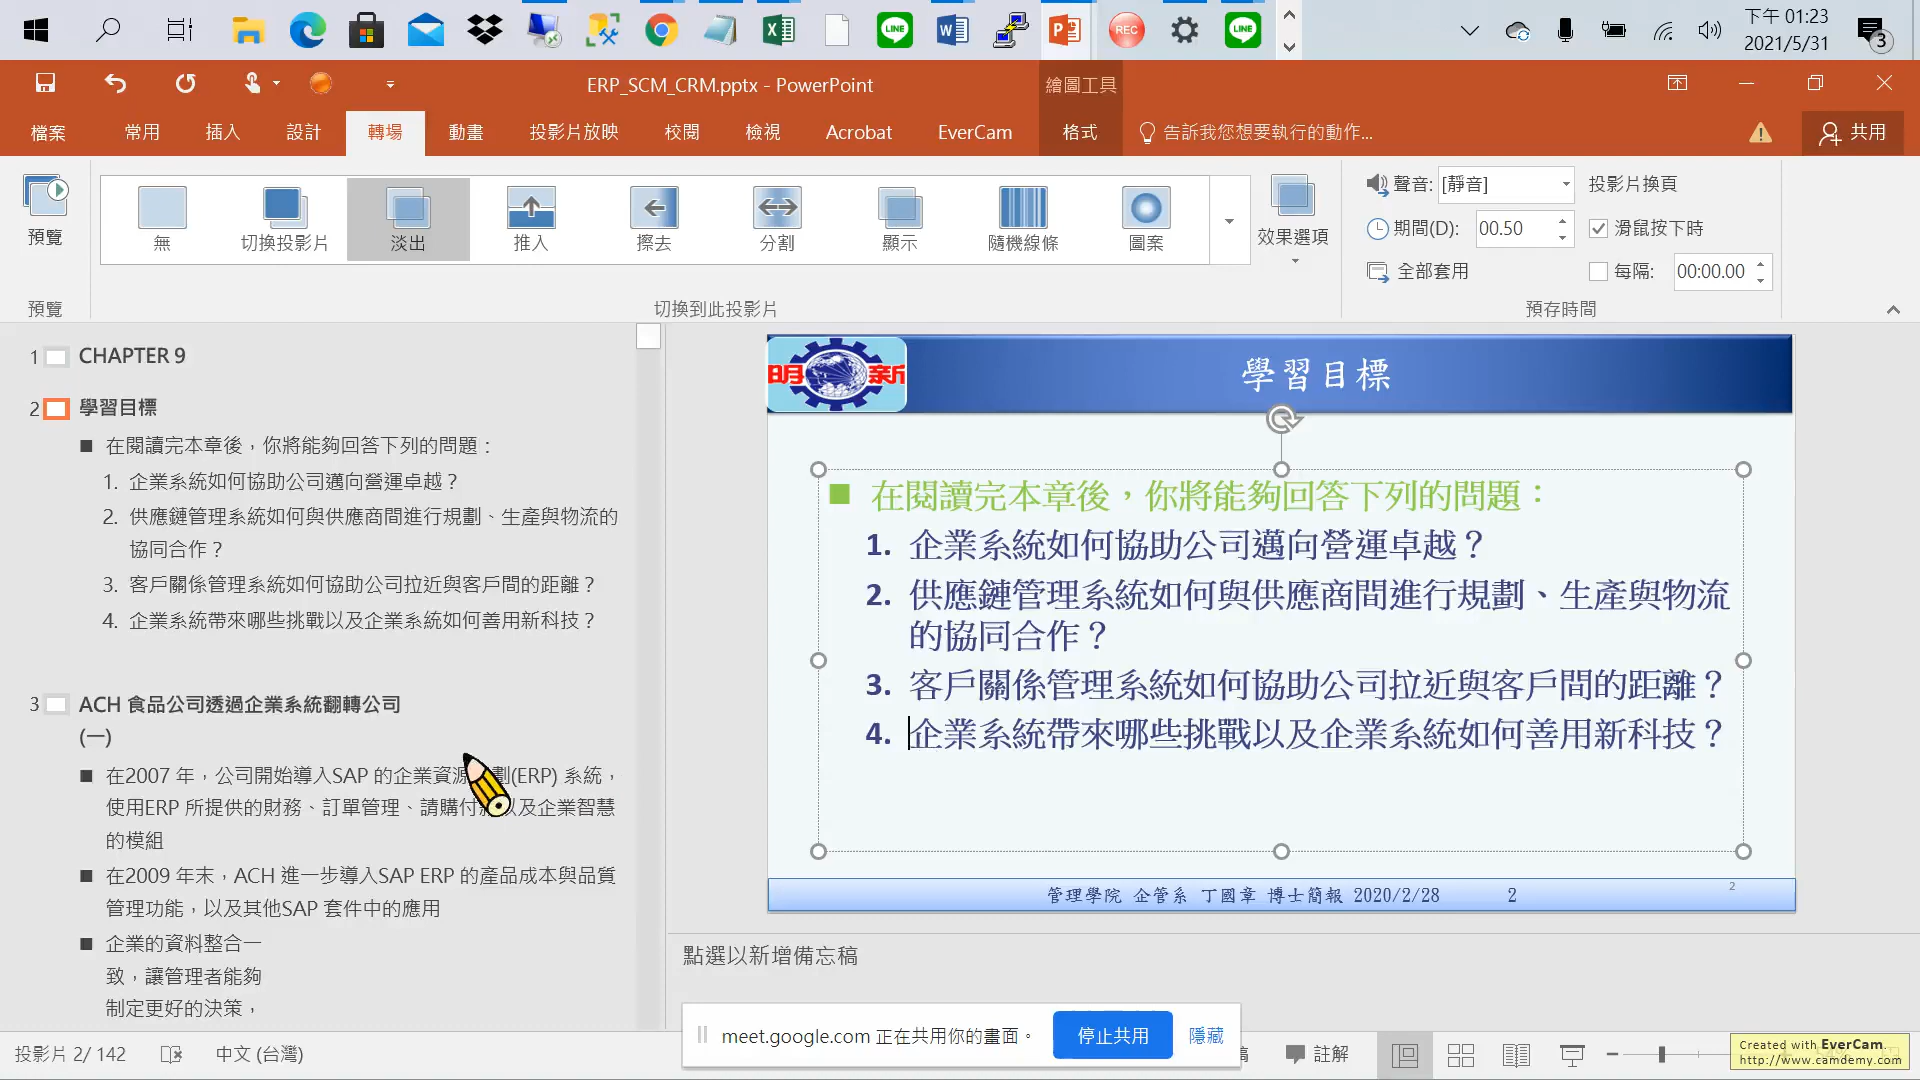 下午 01:23
2021/5/31
3
ERP_SCM_CRM.pptx - PowerPoint
繪圖工具
檔案 常用 插入 設計 轉場 動畫 投影片放映 校閱 檢視 Acrobat EverCam 格式 告訴我您想要執行的動作... 共用
預覽
無 切換投影片 淡出 推入 擦去 分割 顯示 隨機線條 圖案
效果選項
聲音: [靜音] 投影片換頁
期間(D): 00.50 滑鼠按下時
全部套用 每隔: 00:00.00
預覽 切換到此投影片 預存時間
1 CHAPTER 9
2 學習目標
■ 在閱讀完本章後，你將能夠回答下列的問題：
1. 企業系統如何協助公司邁向營運卓越？
2. 供應鏈管理系統如何與供應商間進行規劃、生產與物流的
協同合作？
3. 客戶關係管理系統如何協助公司拉近與客戶間的距離？
4. 企業系統帶來哪些挑戰以及企業系統如何善用新科技？
3 ACH 食品公司透過企業系統翻轉公司
(一)
■ 在2007 年，公司開始導入SAP 的企業資源 劃(ERP) 系統，
使用ERP 所提供的財務、訂單管理、請購付 以及企業智慧
的模組
■ 在2009 年末，ACH 進一步導入SAP ERP 的產品成本與品質
管理功能，以及其他SAP 套件中的應用
■ 企業的資料整合一
致，讓管理者能夠
制定更好的決策，
明新
學習目標
■ 在閱讀完本章後，你將能夠回答下列的問題：
1. 企業系統如何協助公司邁向營運卓越？
2. 供應鏈管理系統如何與供應商間進行規劃、生產與物流
的協同合作？
3. 客戶關係管理系統如何協助公司拉近與客戶間的距離？
4. 企業系統帶來哪些挑戰以及企業系統如何善用新科技？
管理學院 企管系 丁國章 博士簡報 2020/2/28 2
2
點選以新增備忘稿
meet.google.com 正在共用你的畫面。 停止共用 隱藏
投影片 2/ 142 中文 (台灣) 稿 註解
Created with EverCam.
http://www.camdemy.com
LINE
REC
LINE